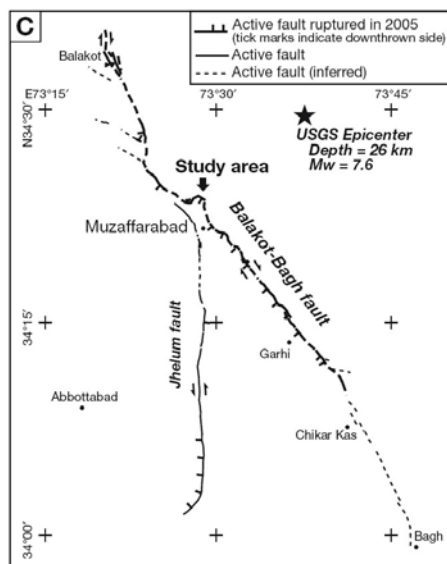 C
Active fault ruptured in 2005
(tick marks indicate downthrown side)
Active fault
Active fault (inferred)
Balakot
E73°15'
73°30'
73°45'
N34°30'
USGS Epicenter
Depth = 26 km
Mw = 7.6
Study area
Muzaffarabad
Balakot-Bagh fault
Jhelum fault
34°15'
Garhi
Abbottabad
Chikar Kas
34°00'
Bagh